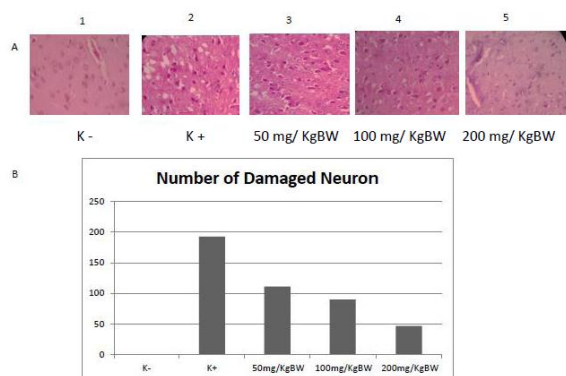 1 2 3 4 5
A
K - K + 50 mg/ KgBW 100 mg/ KgBW 200 mg/ KgBW
B
Number of Damaged Neuron
250
200
150
100
50
0
K- K+ 50mg/KgBW 100mg/KgBW 200mg/KgBW